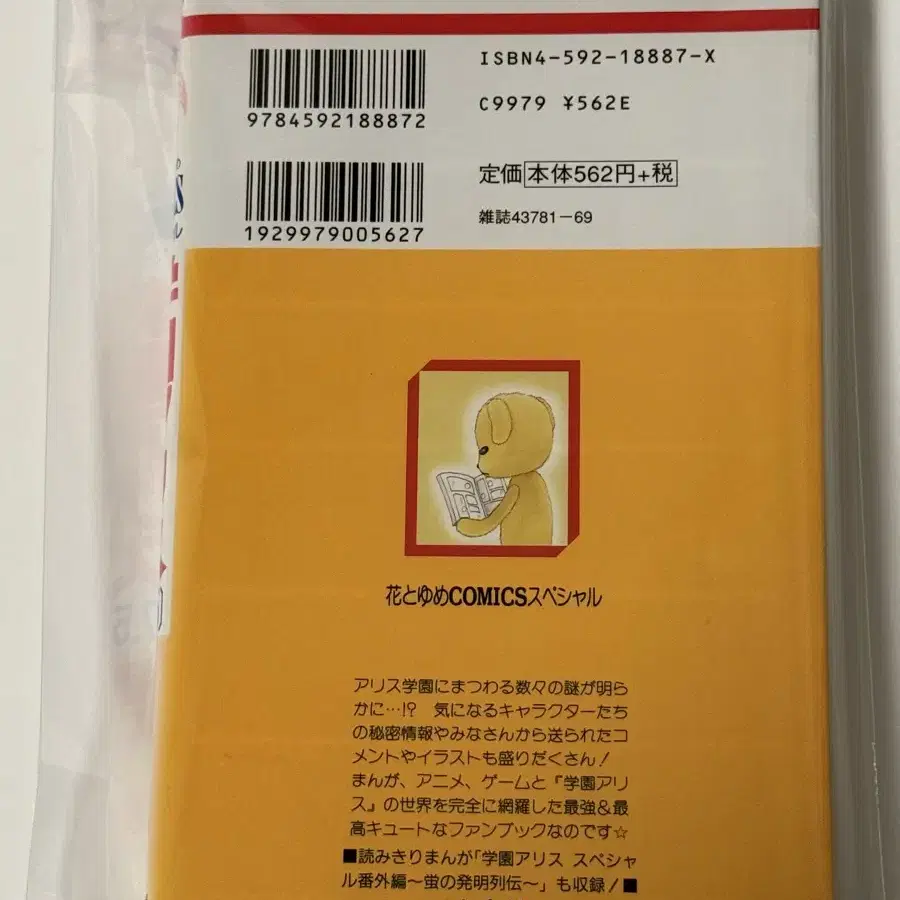 ISBN4-592-18887-X
9784592188872
C9979 ¥562E
定価本体562円+税
1929979005627
雑誌43781-69
花とゆめCOMICSスペシャル
アリス学園にまつわる数々の謎が明ら
かに…!? 気になるキャラクターたち
の秘密情報やみなさんから送られたコ
メントやイラストも盛りだくさん!
まんが、アニメ、ゲームと『学園アリ
ス』の世界を完全に網羅した最強&最
高キュートなファンブックなのです☆
■読みきりまんが「学園アリス スペシャ
ル番外編〜蛍の発明列伝〜」も収録!■